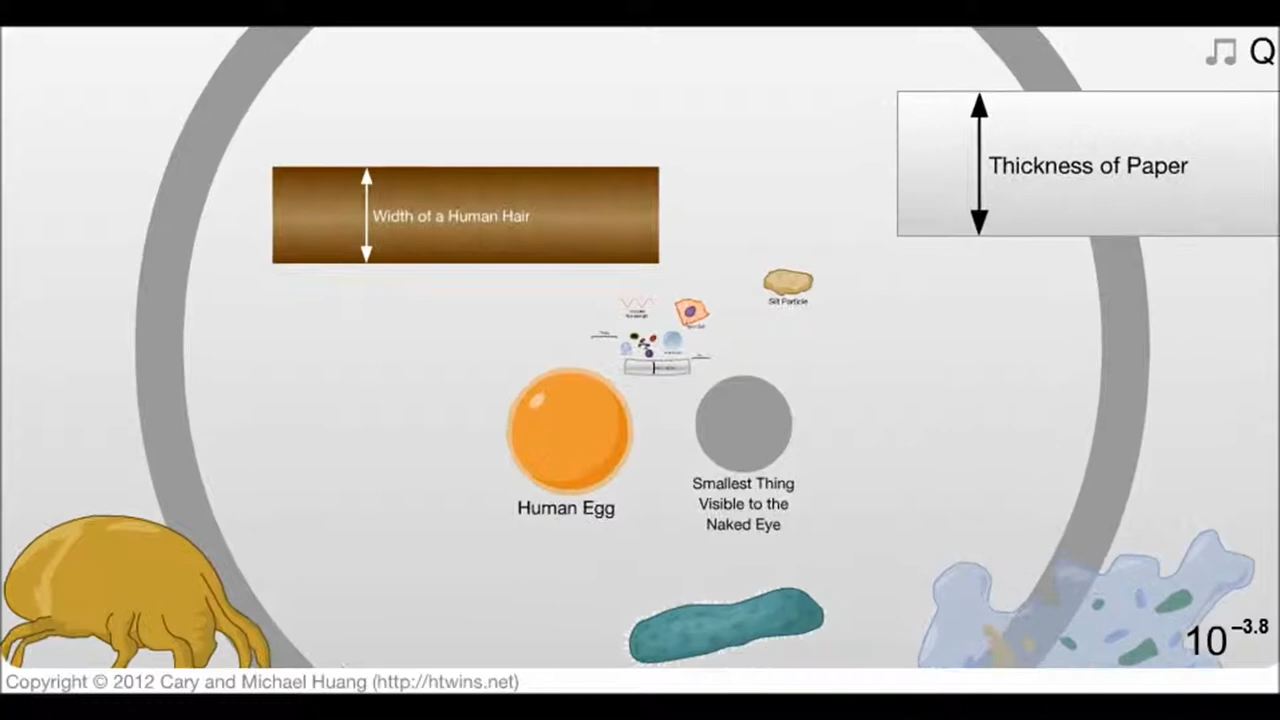 Q
Thickness of Paper
Width of a Human Hair
Silt Particle
Human Egg
Smallest Thing
Visible to the
Naked Eye
10^–3.8
Copyright © 2012 Cary and Michael Huang (http://htwins.net)